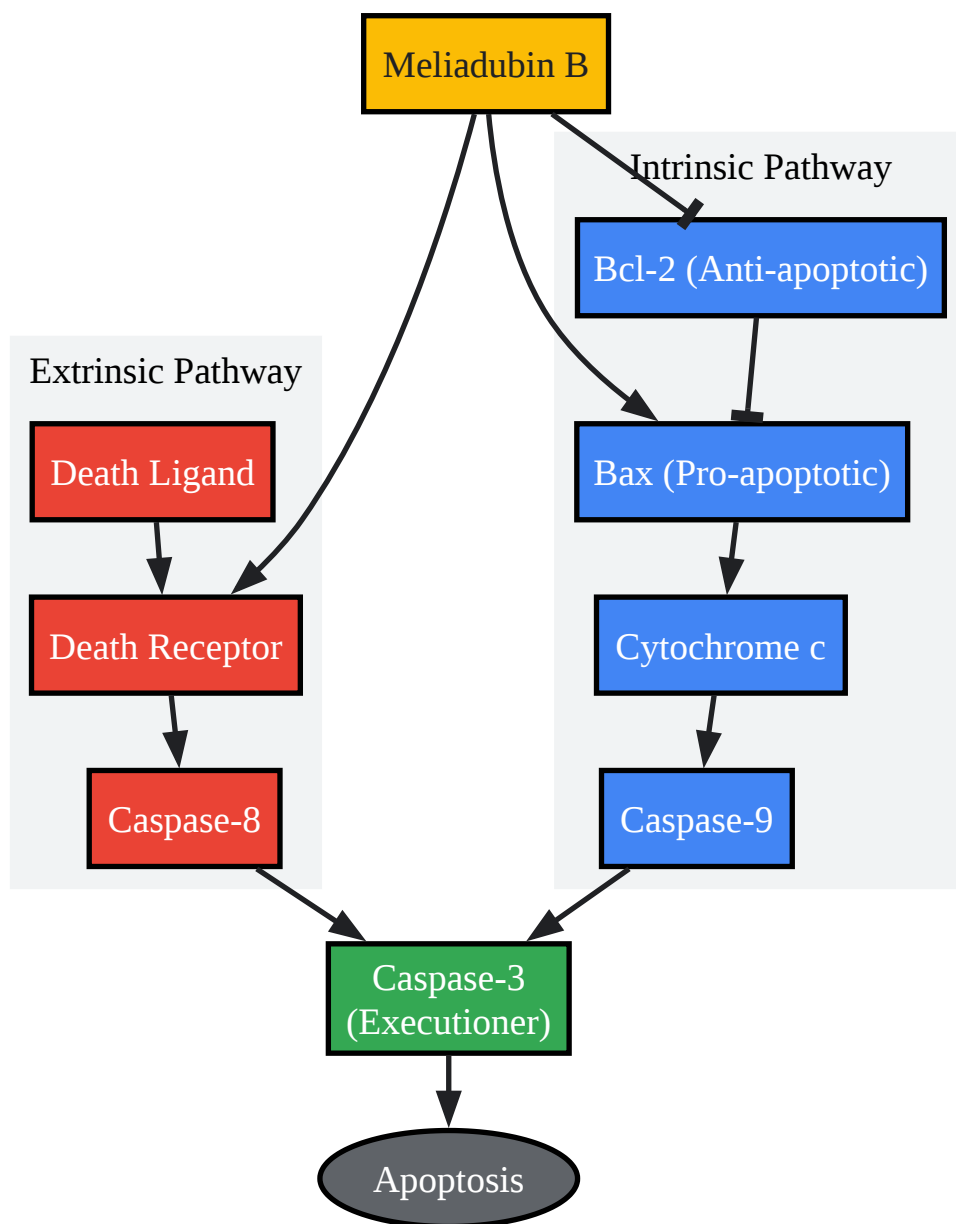 Meliadubin B
Intrinsic Pathway
Bcl-2 (Anti-apoptotic)
Extrinsic Pathway
Death Ligand
Bax (Pro-apoptotic)
Death Receptor
Cytochrome c
Caspase-8
Caspase-9
Caspase-3
(Executioner)
Apoptosis